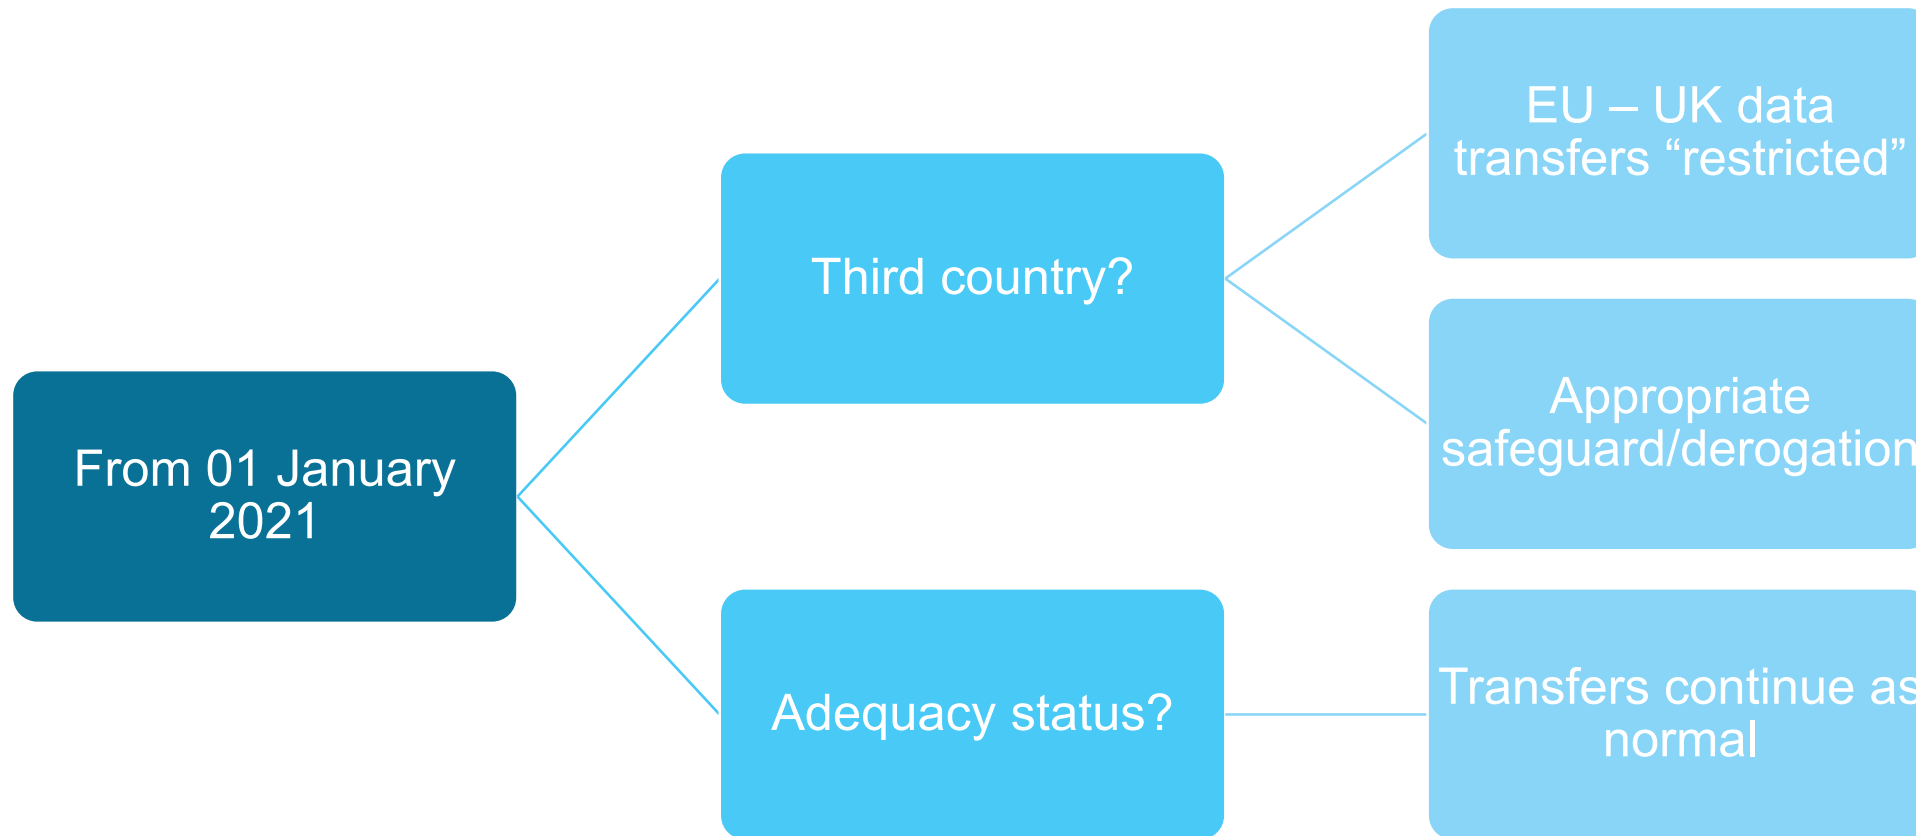 From 01 January
2021
Third country?
Adequacy status?
EU – UK data
transfers “restricted”
Appropriate
safeguard/derogation
Transfers continue as
normal